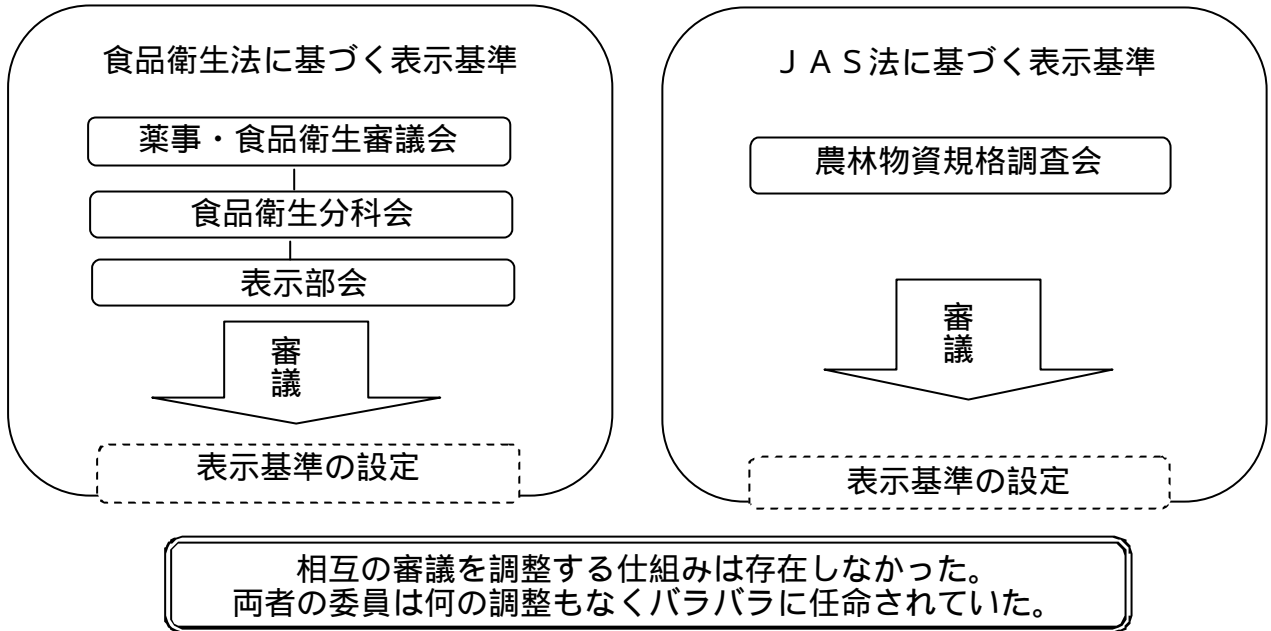 食品衛生法に基づく表示基準
薬事・食品衛生審議会
食品衛生分科会
表示部会
審
議
表示基準の設定
ＪＡＳ法に基づく表示基準
農林物資規格調査会
審
議
表示基準の設定
相互の審議を調整する仕組みは存在しなかった。
両者の委員は何の調整もなくバラバラに任命されていた。